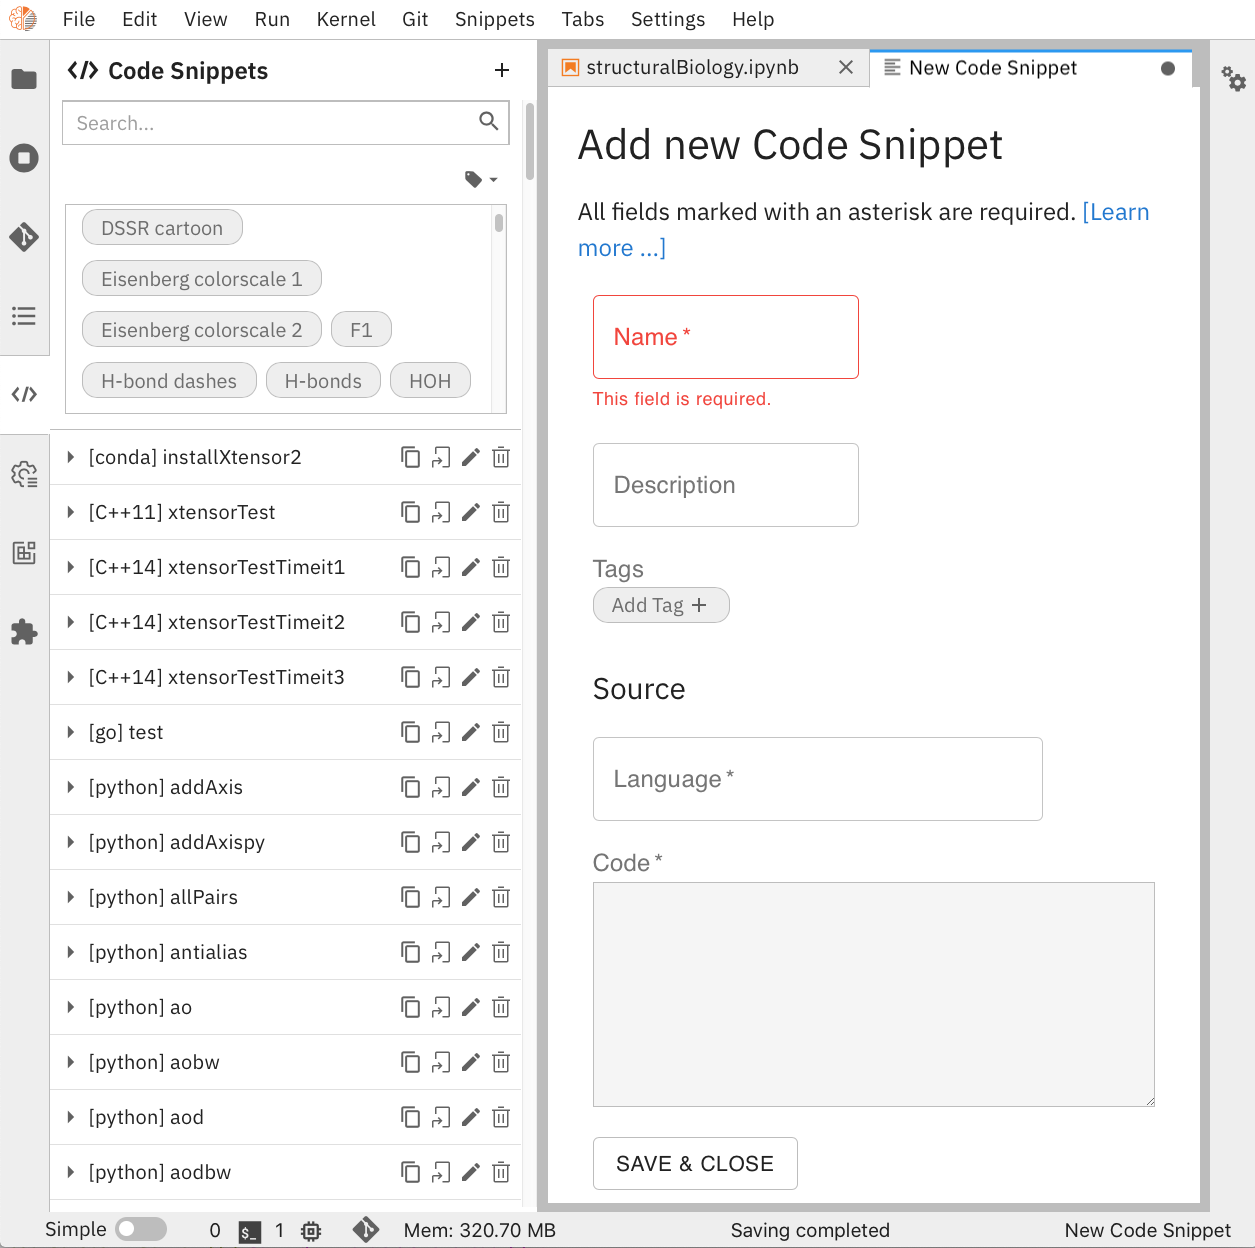 File Edit View Run Kernel Git Snippets Tabs Settings Help
</> Code Snippets +
Search...
DSSR cartoon
Eisenberg colorscale 1
Eisenberg colorscale 2 F1
H-bond dashes H-bonds HOH
[conda] installXtensor2
[C++11] xtensorTest
[C++14] xtensorTestTimeit1
[C++14] xtensorTestTimeit2
[C++14] xtensorTestTimeit3
[go] test
[python] addAxis
[python] addAxispy
[python] allPairs
[python] antialias
[python] ao
[python] aobw
[python] aod
[python] aodbw
structuralBiology.ipynb
New Code Snippet
Add new Code Snippet
All fields marked with an asterisk are required. [Learn
more ...]
Name *
This field is required.
Description
Tags
Add Tag +
Source
Language *
Code *
SAVE & CLOSE
Simple 0 $_ 1 Mem: 320.70 MB Saving completed New Code Snippet